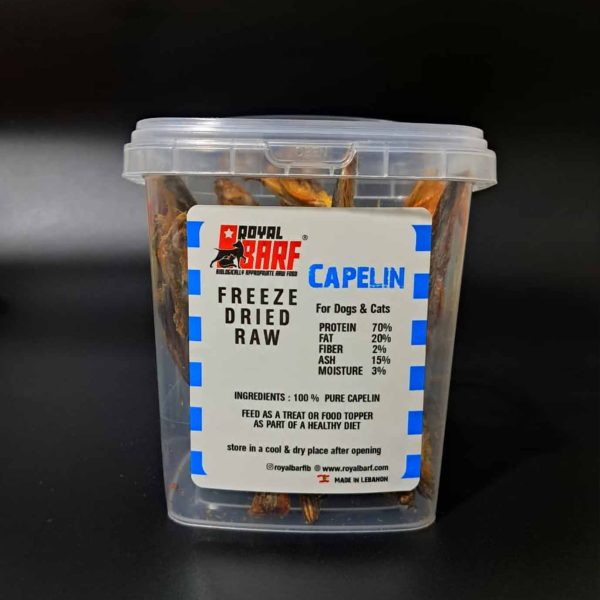 ROYAL
BARF ®
BIOLOGICALLY APPROPRIATE RAW FOOD
CAPELIN
FREEZE
DRIED
RAW
For Dogs & Cats
PROTEIN 70%
FAT 20%
FIBER 2%
ASH 15%
MOISTURE 3%
INGREDIENTS : 100 % PURE CAPELIN
FEED AS A TREAT OR FOOD TOPPER
AS PART OF A HEALTHY DIET
store in a cool & dry place after opening
royalbarflb www.royalbarf.com
MADE IN LEBANON